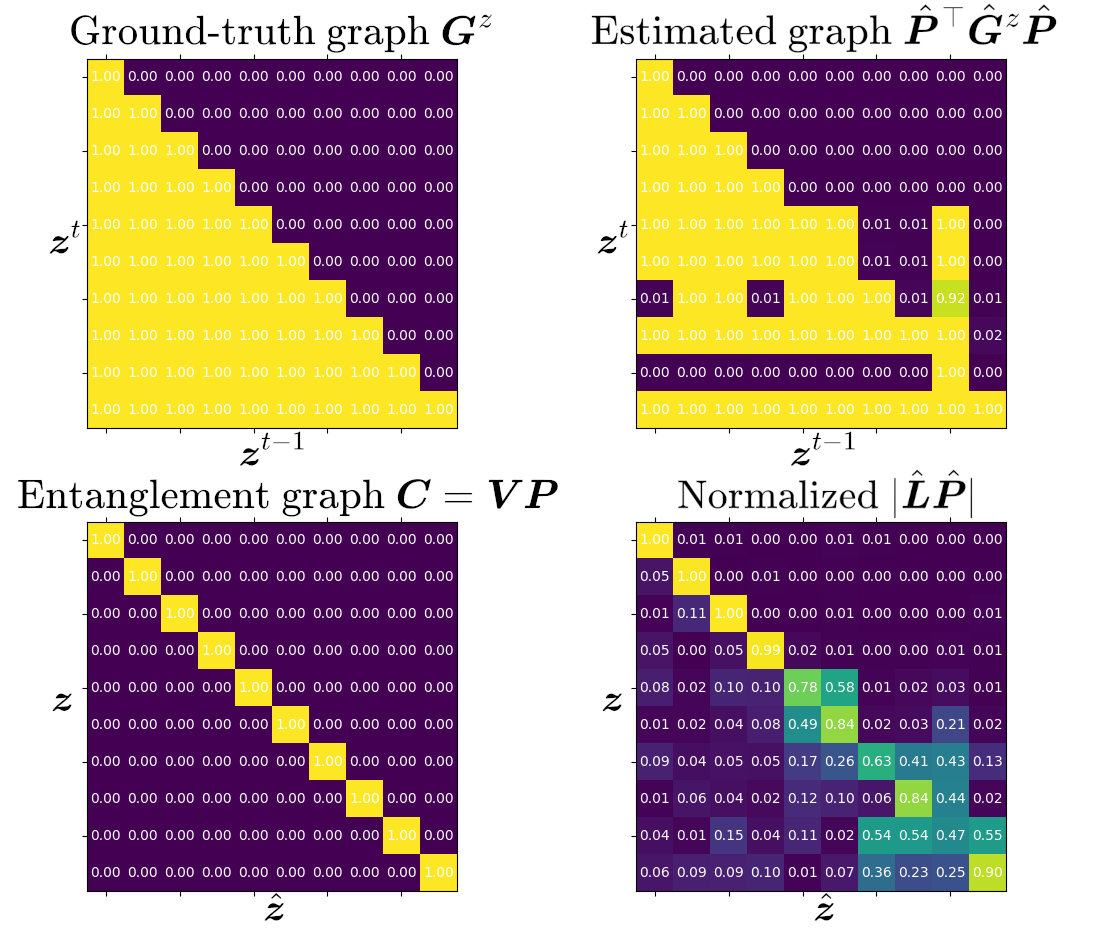 Ground-truth graph G^z
1.00 0.00 0.00 0.00 0.00 0.00 0.00 0.00 0.00 0.00
1.00 1.00 0.00 0.00 0.00 0.00 0.00 0.00 0.00 0.00
1.00 1.00 1.00 0.00 0.00 0.00 0.00 0.00 0.00 0.00
1.00 1.00 1.00 1.00 0.00 0.00 0.00 0.00 0.00 0.00
1.00 1.00 1.00 1.00 1.00 0.00 0.00 0.00 0.00 0.00
1.00 1.00 1.00 1.00 1.00 1.00 0.00 0.00 0.00 0.00
1.00 1.00 1.00 1.00 1.00 1.00 1.00 0.00 0.00 0.00
1.00 1.00 1.00 1.00 1.00 1.00 1.00 1.00 0.00 0.00
1.00 1.00 1.00 1.00 1.00 1.00 1.00 1.00 1.00 0.00
1.00 1.00 1.00 1.00 1.00 1.00 1.00 1.00 1.00 1.00
z^t
z^{t−1}
Estimated graph P̂^⊤ Ĝ^z P̂
1.00 0.00 0.00 0.00 0.00 0.00 0.00 0.00 0.00 0.00
1.00 1.00 0.00 0.00 0.00 0.00 0.00 0.00 0.00 0.00
1.00 1.00 1.00 0.00 0.00 0.00 0.00 0.00 0.00 0.00
1.00 1.00 1.00 1.00 0.00 0.00 0.00 0.00 0.00 0.00
1.00 1.00 1.00 1.00 1.00 1.00 0.01 0.01 1.00 0.00
1.00 1.00 1.00 1.00 1.00 1.00 0.01 0.01 1.00 0.00
0.01 1.00 1.00 0.01 1.00 1.00 1.00 0.01 0.92 0.01
1.00 1.00 1.00 1.00 1.00 1.00 1.00 1.00 1.00 0.02
0.00 0.00 0.00 0.00 0.00 0.00 0.00 0.00 1.00 0.00
1.00 1.00 1.00 1.00 1.00 1.00 1.00 1.00 1.00 1.00
z^t
z^{t−1}
Entanglement graph C = VP
1.00 0.00 0.00 0.00 0.00 0.00 0.00 0.00 0.00 0.00
0.00 1.00 0.00 0.00 0.00 0.00 0.00 0.00 0.00 0.00
0.00 0.00 1.00 0.00 0.00 0.00 0.00 0.00 0.00 0.00
0.00 0.00 0.00 1.00 0.00 0.00 0.00 0.00 0.00 0.00
0.00 0.00 0.00 0.00 1.00 0.00 0.00 0.00 0.00 0.00
0.00 0.00 0.00 0.00 0.00 1.00 0.00 0.00 0.00 0.00
0.00 0.00 0.00 0.00 0.00 0.00 1.00 0.00 0.00 0.00
0.00 0.00 0.00 0.00 0.00 0.00 0.00 1.00 0.00 0.00
0.00 0.00 0.00 0.00 0.00 0.00 0.00 0.00 1.00 0.00
0.00 0.00 0.00 0.00 0.00 0.00 0.00 0.00 0.00 1.00
z
ẑ
Normalized |L̂P̂|
1.00 0.01 0.01 0.00 0.00 0.01 0.01 0.00 0.00 0.00
0.05 1.00 0.00 0.01 0.00 0.00 0.00 0.00 0.00 0.00
0.01 0.11 1.00 0.00 0.00 0.01 0.00 0.00 0.00 0.01
0.05 0.00 0.05 0.99 0.02 0.01 0.00 0.00 0.01 0.01
0.08 0.02 0.10 0.10 0.78 0.58 0.01 0.02 0.03 0.01
0.01 0.02 0.04 0.08 0.49 0.84 0.02 0.03 0.21 0.02
0.09 0.04 0.05 0.05 0.17 0.26 0.63 0.41 0.43 0.13
0.01 0.06 0.04 0.02 0.12 0.10 0.06 0.84 0.44 0.02
0.04 0.01 0.15 0.04 0.11 0.02 0.54 0.54 0.47 0.55
0.06 0.09 0.09 0.10 0.01 0.07 0.36 0.23 0.25 0.90
z
ẑ